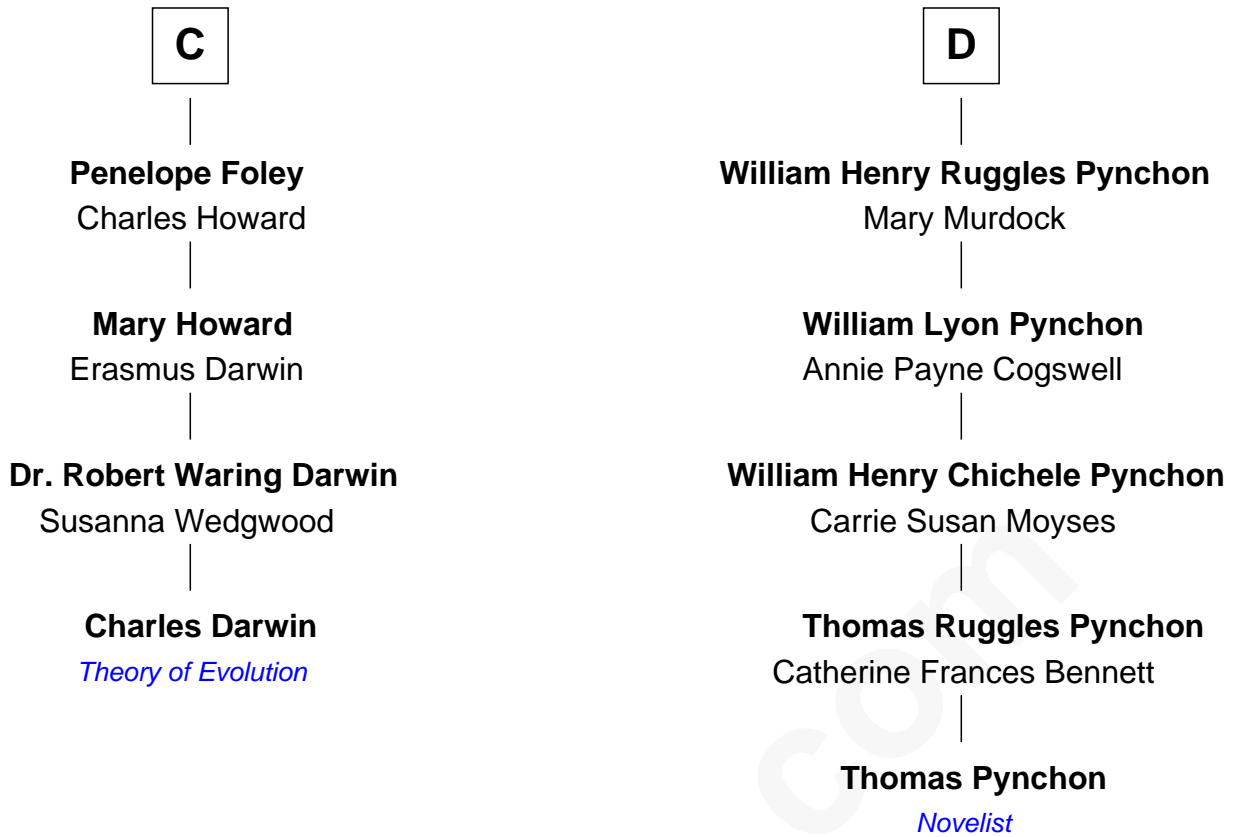 C
Penelope Foley
Charles Howard
Mary Howard
Erasmus Darwin
Dr. Robert Waring Darwin
Susanna Wedgwood
Charles Darwin
Theory of Evolution
D
William Henry Ruggles Pynchon
Mary Murdock
William Lyon Pynchon
Annie Payne Cogswell
William Henry Chichele Pynchon
Carrie Susan Moyses
Thomas Ruggles Pynchon
Catherine Frances Bennett
Thomas Pynchon
Novelist
com